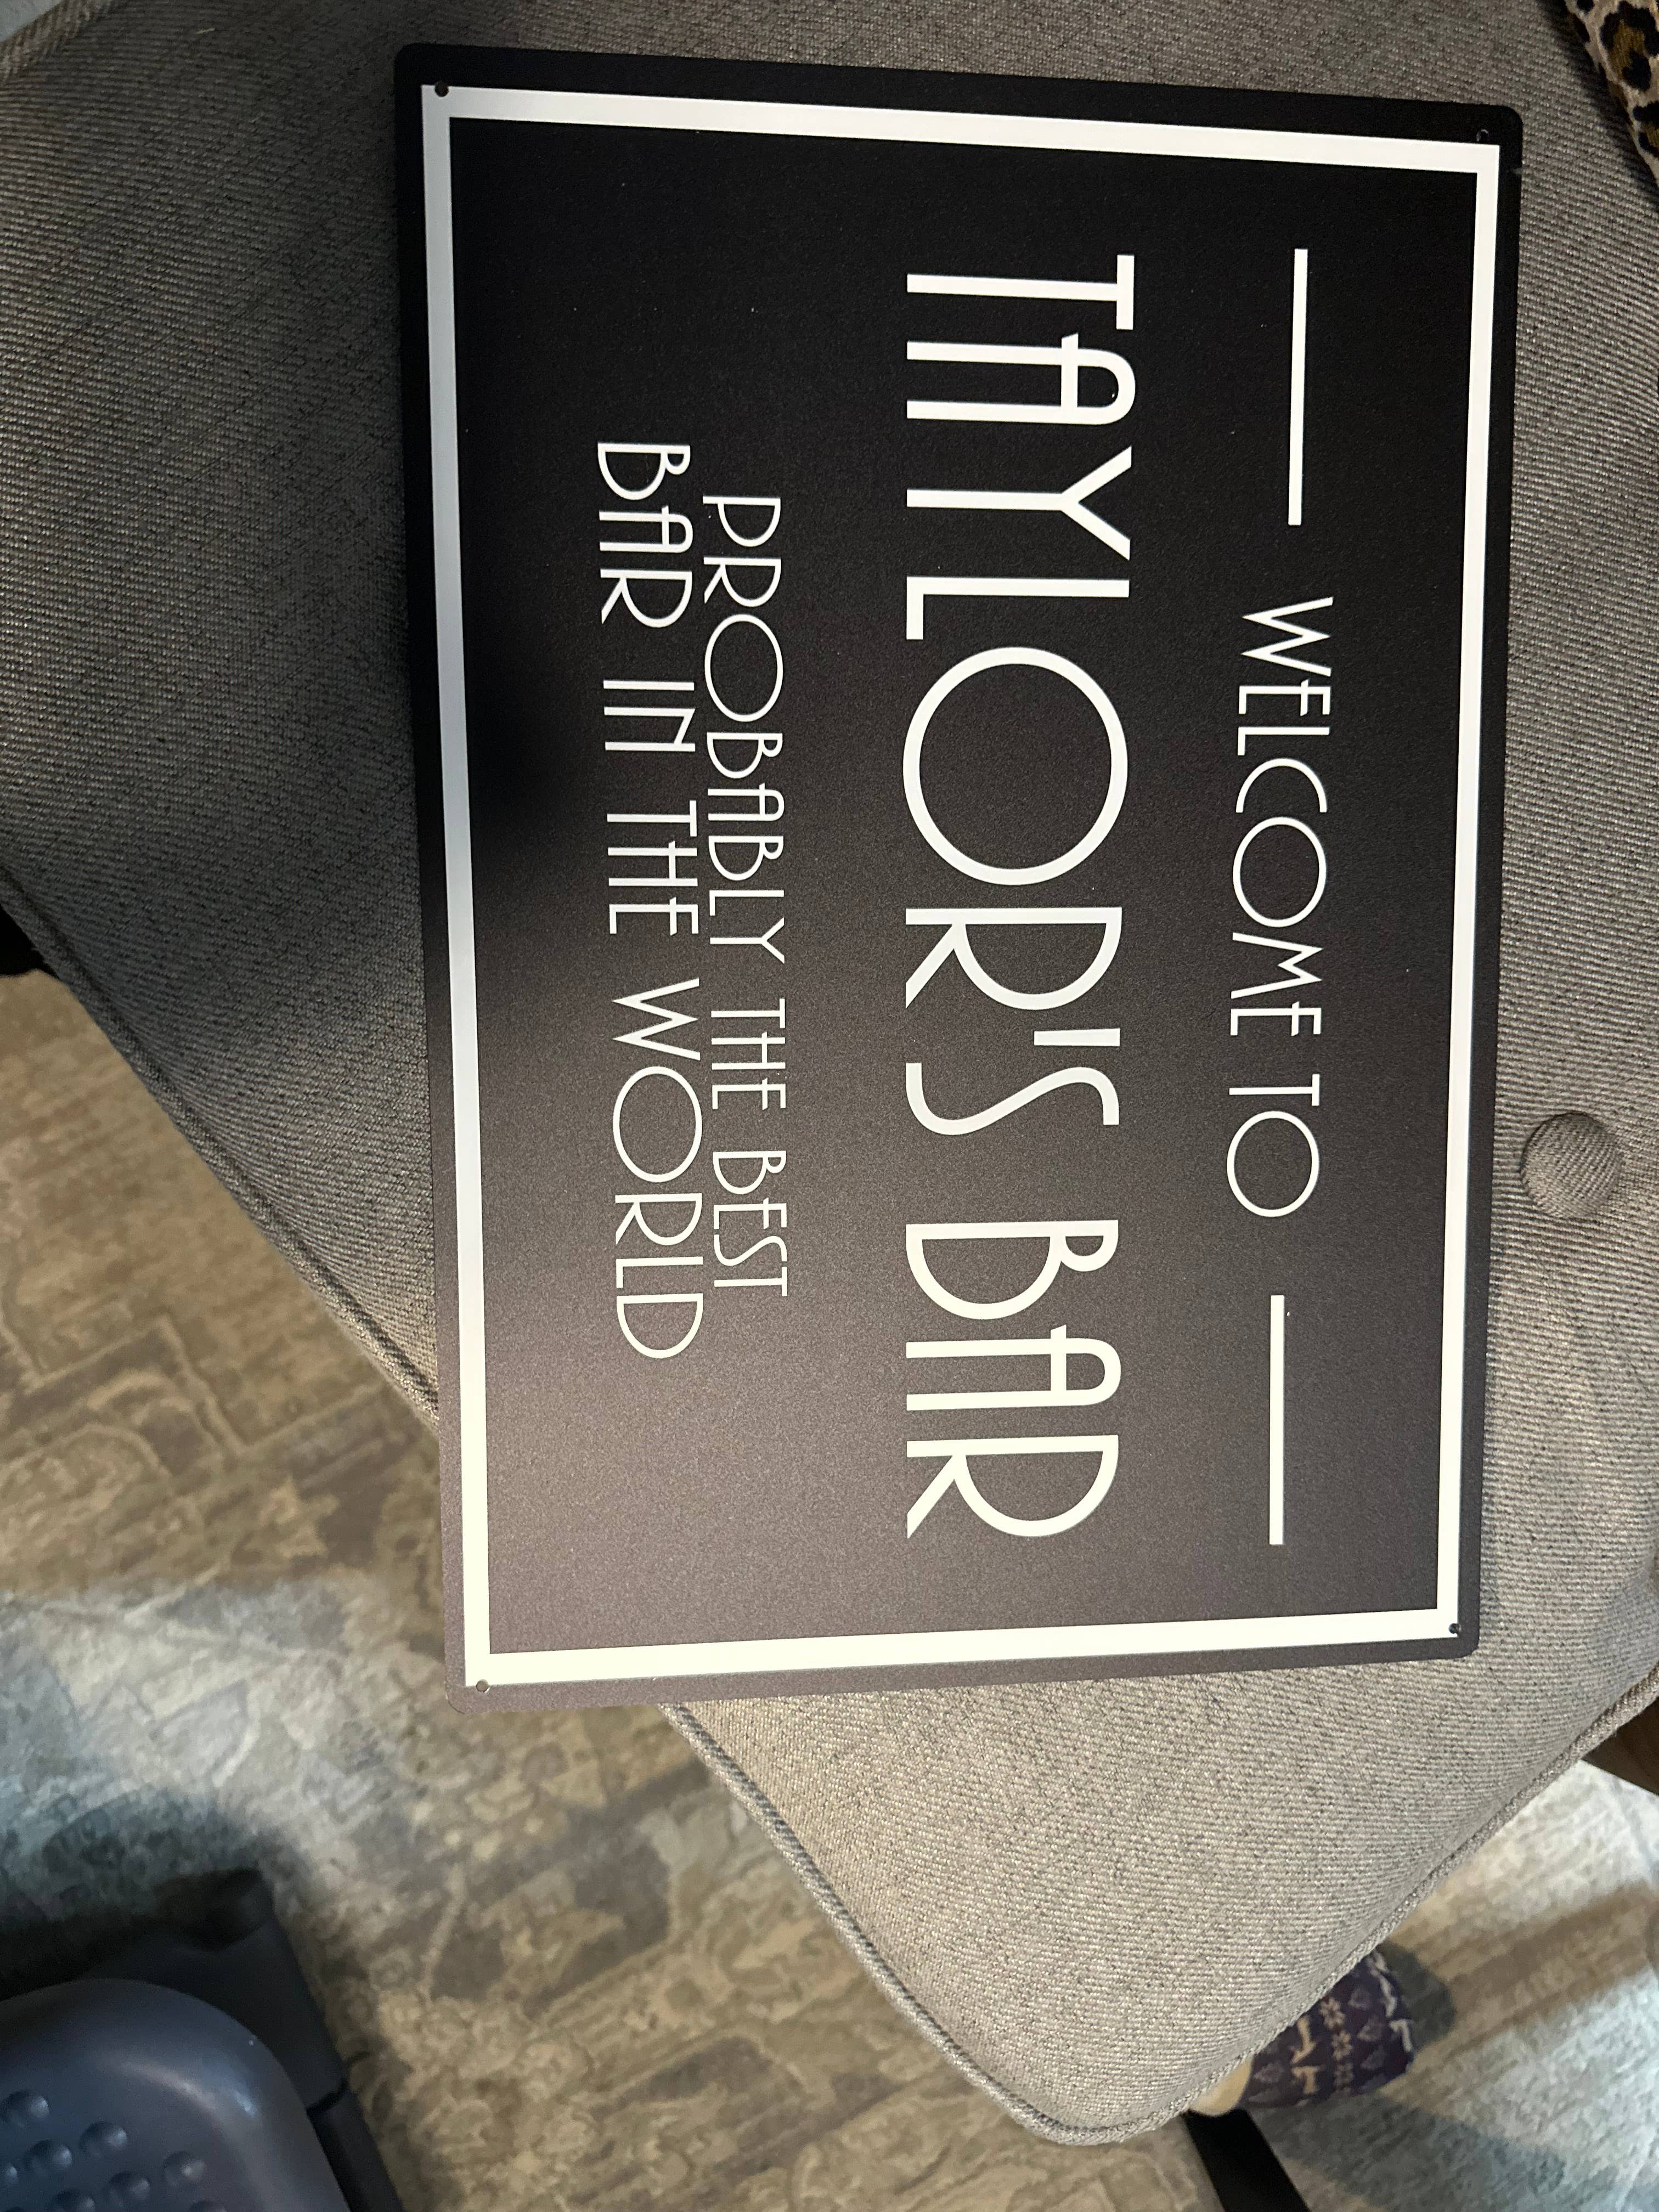 WELCOME TO
TAYLOR'S BAR
PROBABLY THE BEST
BAR IN THE WORLD